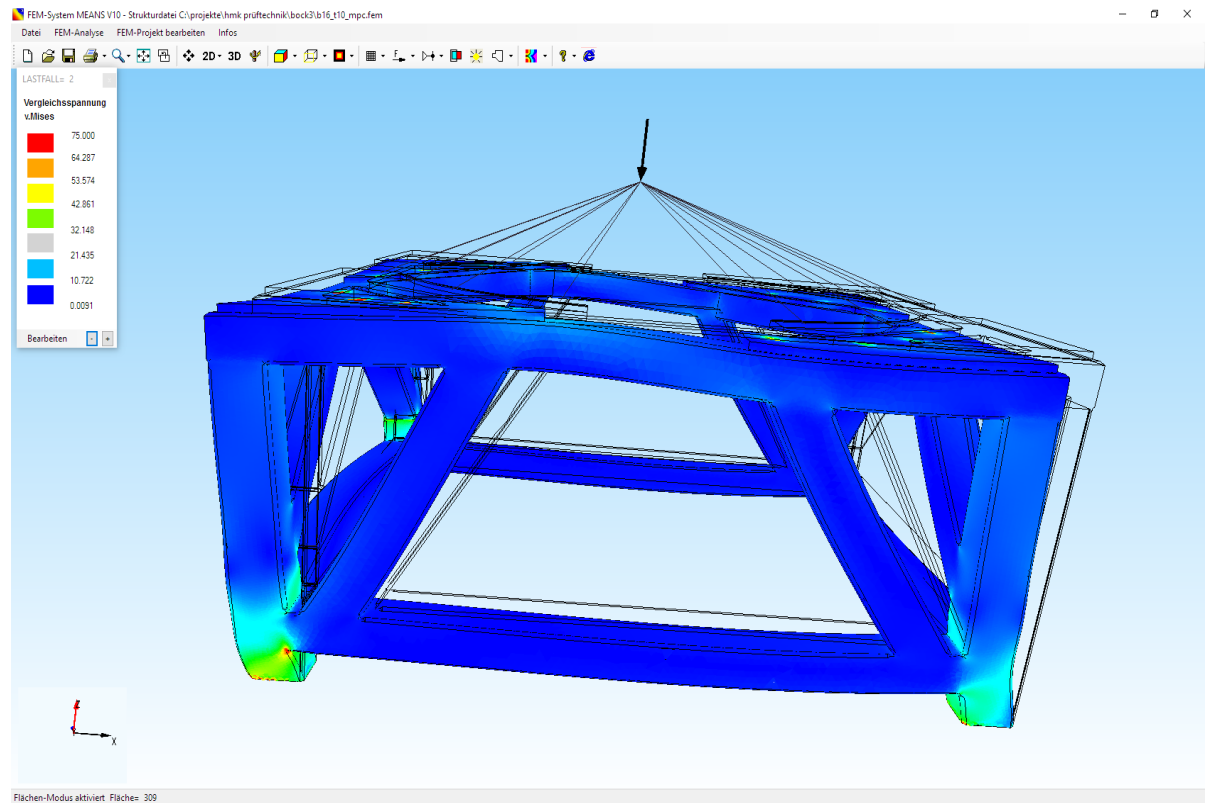 FEM-System MEANS V10 - Strukturdatei C:\projekte\hmk prüftechnik\bock3\b16_t10_mpc.fem
Datei FEM-Analyse FEM-Projekt bearbeiten Infos
2D 3D
LASTFALL= 2
Vergleichsspannung
v.Mises
75.000
64.287
53.574
42.861
32.148
21.435
10.722
0.0091
Bearbeiten - +
X
Flächen-Modus aktiviert Fläche= 309